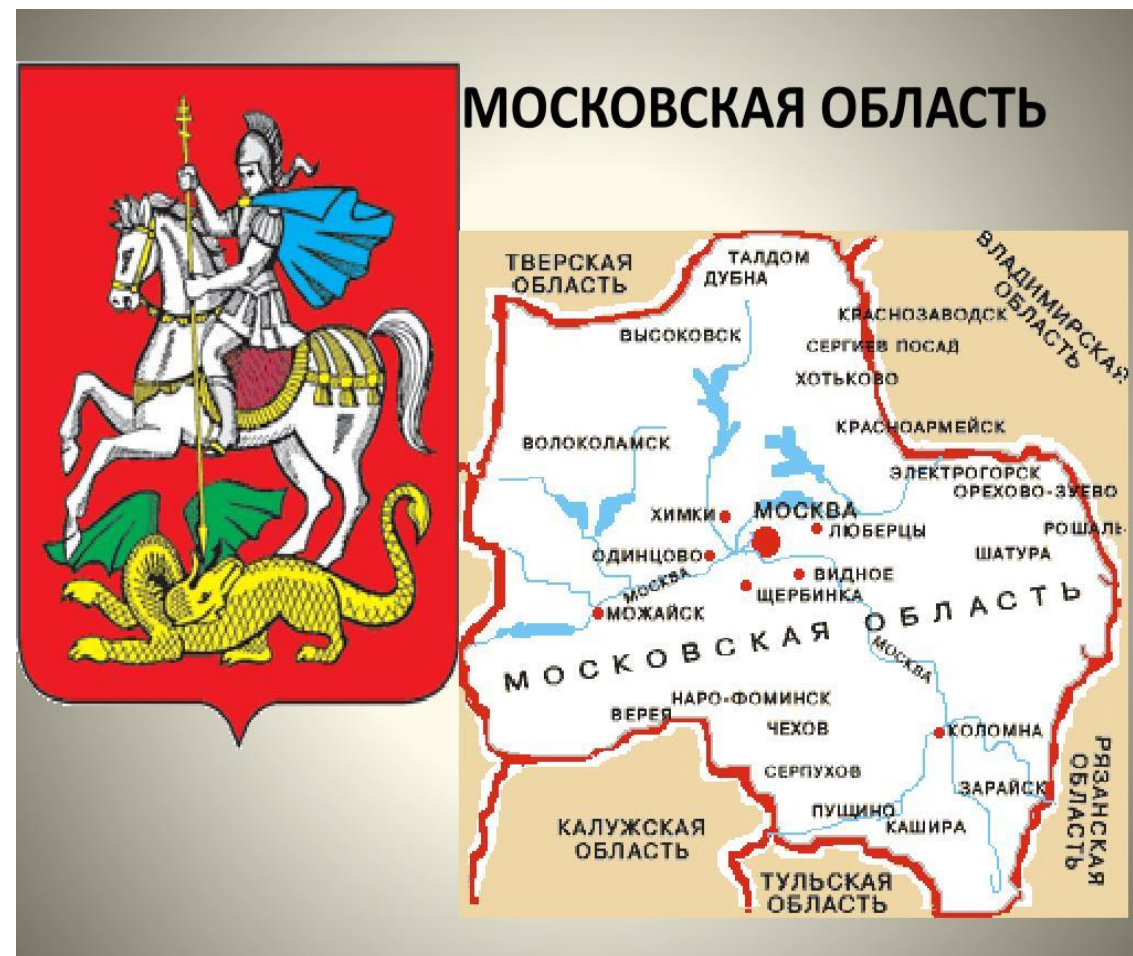 МОСКОВСКАЯ ОБЛАСТЬ
ТВЕРСКАЯ
ОБЛАСТЬ
ТАЛДОМ
ДУБНА
ВЛАДИМИРСКАЯ
ОБЛАСТЬ
КРАСНОЗАВОДСК
ВЫСОКОВСК
СЕРГИЕВ ПОСАД
ХОТЬКОВО
КРАСНОАРМЕЙСК
ВОЛОКОЛАМСК
ЭЛЕКТРОГОРСК
ОРЕХОВО-ЗУЕВО
ХИМКИ
МОСКВА
ЛЮБЕРЦЫ
РОШАЛЬ
ШАТУРА
ОДИНЦОВО
ВИДНОЕ
МОСКВА
ЩЕРБИНКА
МОЖАЙСК
МОСКОВСКАЯ ОБЛАСТЬ
МОСКВА
НАРО-ФОМИНСК
ВЕРЕЯ
ЧЕХОВ
КОЛОМНА
СЕРПУХОВ
ЗАРАЙСК
РЯЗАНСКАЯ
ОБЛАСТЬ
ПУЩИНО
КАШИРА
КАЛУЖСКАЯ
ОБЛАСТЬ
ТУЛЬСКАЯ
ОБЛАСТЬ